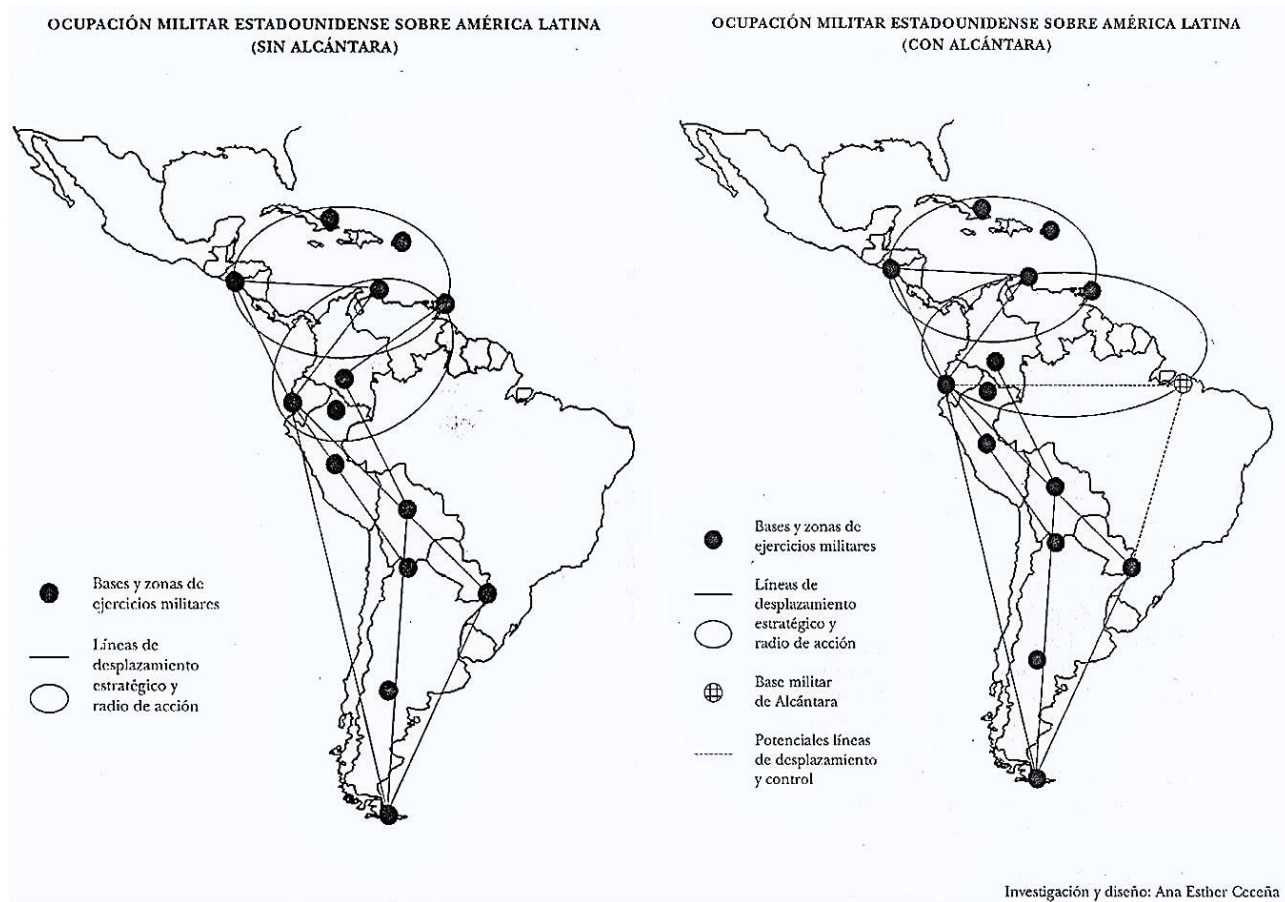 OCUPACIÓN MILITAR ESTADOUNIDENSE SOBRE AMÉRICA LATINA
(SIN ALCÁNTARA)
Bases y zonas de
ejercicios militares
Líneas de
desplazamiento
estratégico y
radio de acción
OCUPACIÓN MILITAR ESTADOUNIDENSE SOBRE AMÉRICA LATINA
(CON ALCÁNTARA)
Bases y zonas de
ejercicios militares
Líneas de
desplazamiento
estratégico y
radio de acción
Base militar
de Alcántara
Potenciales líneas
de desplazamiento
y control
Investigación y diseño: Ana Esther Ceceña